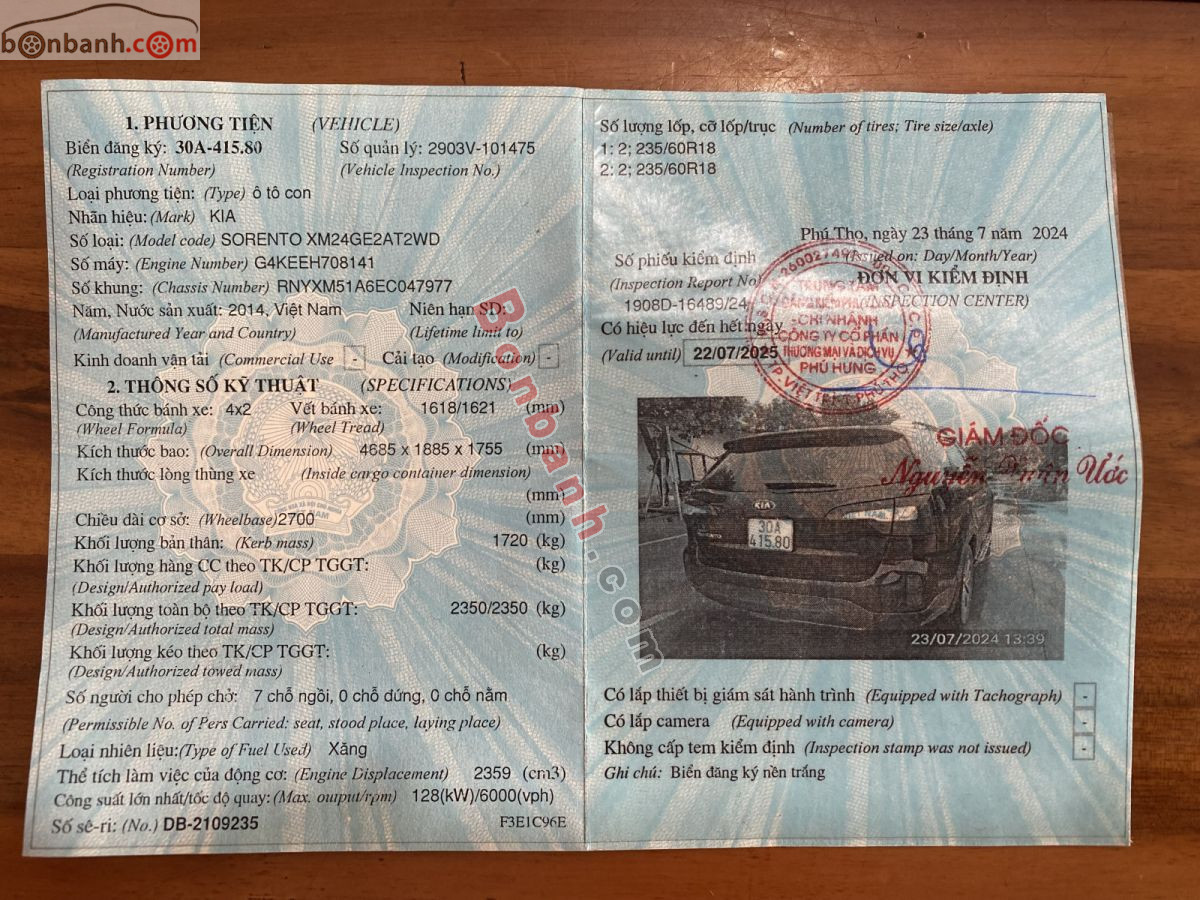 bonbanh.com
1. PHƯƠNG TIỆN (VEHICLE)
Biển đăng ký: 30A-415.80 Số quản lý: 2903V-101475
(Registration Number) (Vehicle Inspection No.)
Loại phương tiện: (Type) ô tô con
Nhãn hiệu: (Mark) KIA
Số loại: (Model code) SORENTO XM24GE2AT2WD
Số máy: (Engine Number) G4KEEH708141
Số khung: (Chassis Number) RNYXM51A6EC047977
Năm, Nước sản xuất: 2014, Việt Nam Niên hạn SD:
(Manufactured Year and Country) (Lifetime limit to)
Kinh doanh vận tải (Commercial Use - Cải tạo (Modification) -
2. THÔNG SỐ KỸ THUẬT (SPECIFICATIONS)
Công thức bánh xe: 4x2 Vết bánh xe: 1618/1621 (mm)
(Wheel Formula) (Wheel Tread)
Kích thước bao: (Overall Dimension) 4685 x 1885 x 1755 (mm)
Kích thước lòng thùng xe (Inside cargo container dimension)
(mm)
Chiều dài cơ sở: (Wheelbase) 2700 (mm)
Khối lượng bản thân: (Kerb mass) 1720 (kg)
Khối lượng hàng CC theo TK/CP TGGT: (kg)
(Design/Authorized pay load)
Khối lượng toàn bộ theo TK/CP TGGT: 2350/2350 (kg)
(Design/Authorized total mass)
Khối lượng kéo theo TK/CP TGGT: (kg)
(Design/Authorized towed mass)
Số người cho phép chở: 7 chỗ ngồi, 0 chỗ đứng, 0 chỗ nằm
(Permissible No. of Pers Carried: seat, stood place, laying place)
Loại nhiên liệu: (Type of Fuel Used) Xăng
Thể tích làm việc của động cơ: (Engine Displacement) 2359 (cm3)
Công suất lớn nhất/tốc độ quay: (Max. output/rpm) 128(kW)/6000(vph)
Số sê-ri: (No.) DB-2109235 F3E1C96E
Bonbanh.com
Số lượng lốp, cỡ lốp/trục (Number of tires; Tire size/axle)
1: 2; 235/60R18
2: 2; 235/60R18
Phú Thọ, ngày 23 tháng 7 năm 2024
Số phiếu kiểm định (Issued on: Day/Month/Year)
(Inspection Report No) ĐƠN VỊ KIỂM ĐỊNH
1908D-16489/24 (INSPECTION CENTER)
Có hiệu lực đến hết ngày
(Valid until) 22/07/2025
TRUNG TÂM
CHI NHÁNH
CÔNG TY CỔ PHẦN
THƯƠNG MẠI VÀ DỊCH VỤ
PHÚ HƯNG
TP. VIỆT TRÌ - T. PHÚ THỌ
GIÁM ĐỐC
Nguyễn Ước
KIA
30A
415.80
23/07/2024 13:39
Có lắp thiết bị giám sát hành trình (Equipped with Tachograph) -
Có lắp camera (Equipped with camera) -
Không cấp tem kiểm định (Inspection stamp was not issued) -
Ghi chú: Biển đăng ký nền trắng